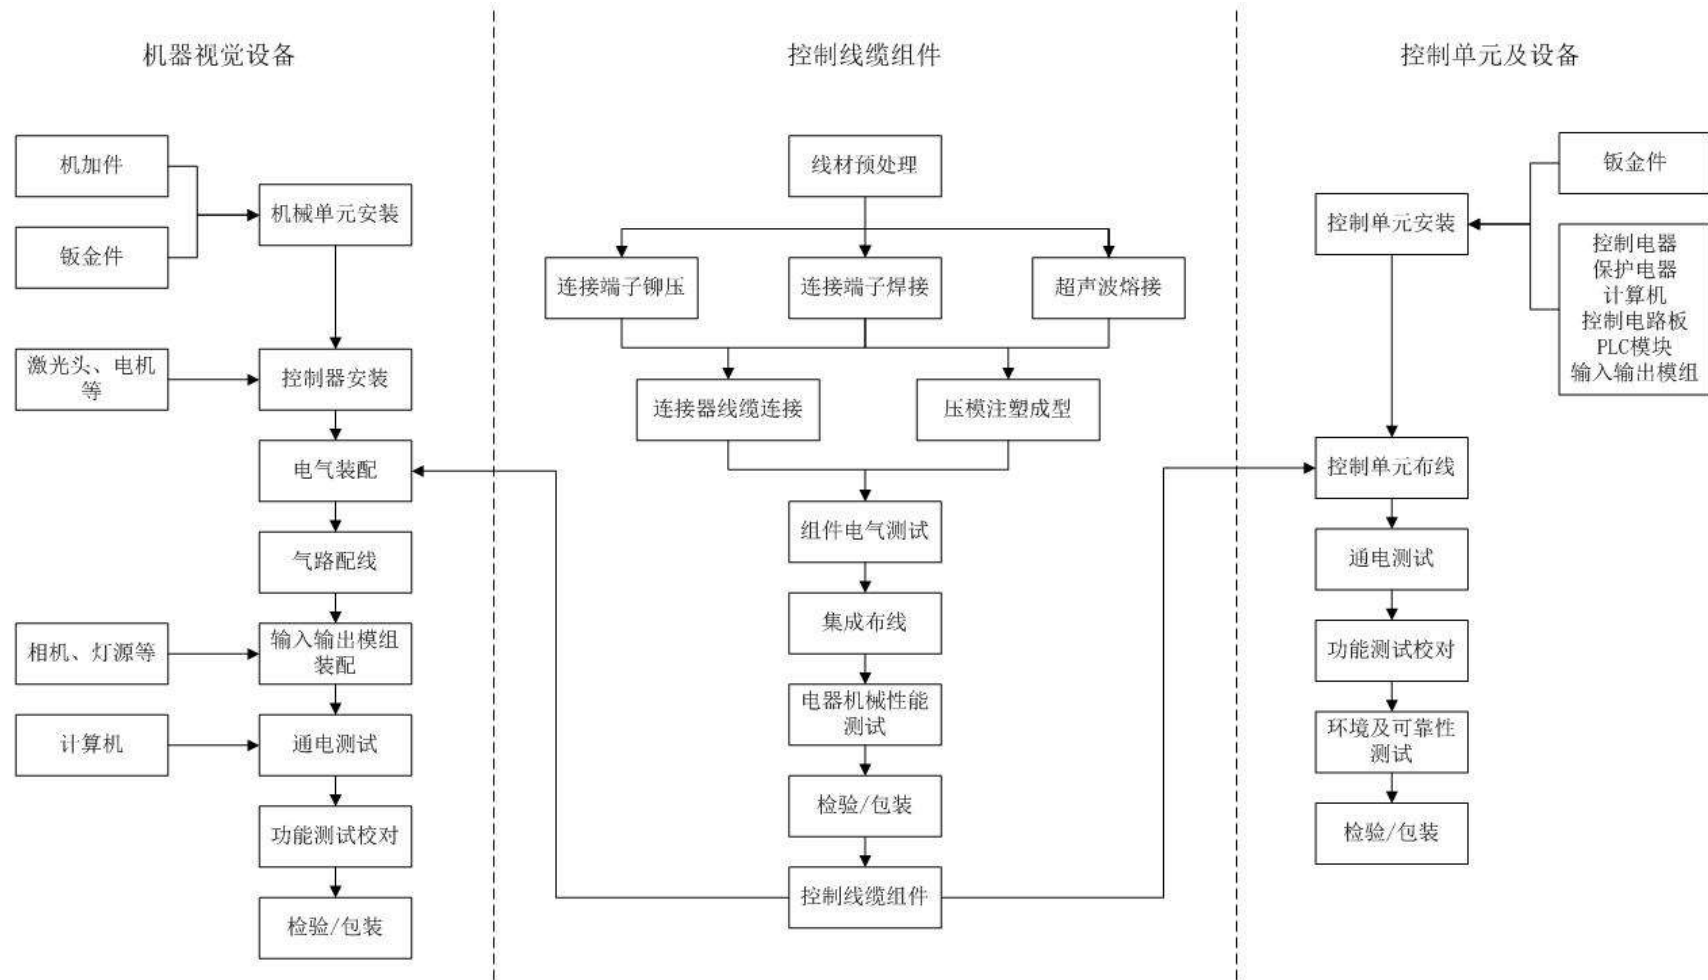 机器视觉设备
机加件
钣金件
机械单元安装
激光头、电机
等
控制器安装
电气装配
气路配线
相机、灯源等
输入输出模组
装配
计算机
通电测试
功能测试校对
检验/包装
控制线缆组件
线材预处理
连接端子铆压
连接端子焊接
超声波熔接
连接器线缆连接
压模注塑成型
组件电气测试
集成布线
电器机械性能
测试
检验/包装
控制线缆组件
控制单元及设备
钣金件
控制单元安装
控制电器
保护电器
计算机
控制电路板
PLC模块
输入输出模组
控制单元布线
通电测试
功能测试校对
环境及可靠性
测试
检验/包装